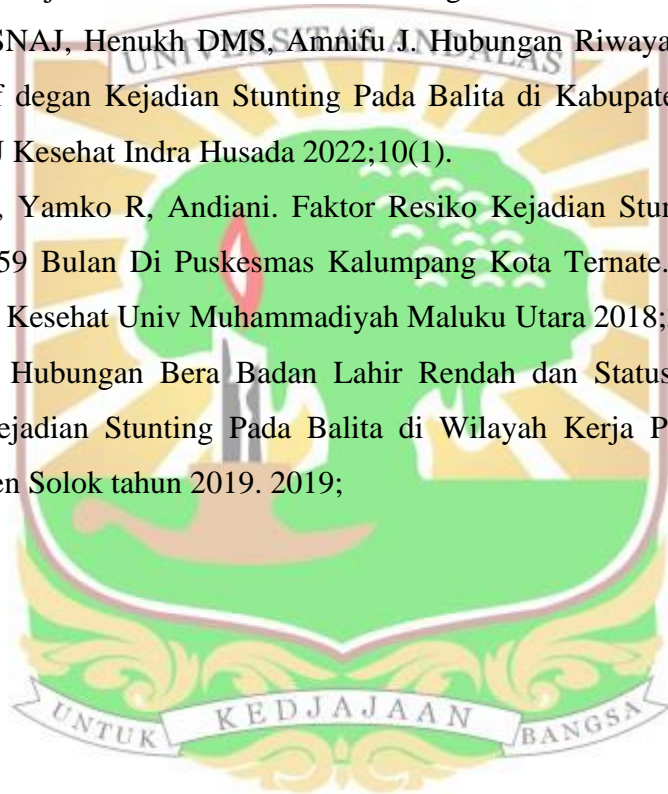 SNAJ, Henukh DMS, Amnifu J. Hubungan Riwaya
UNIVERSITAS ANDALAS
f degan Kejadian Stunting Pada Balita di Kabupate
J Kesehat Indra Husada 2022;10(1).
, Yamko R, Andiani. Faktor Resiko Kejadian Stun
59 Bulan Di Puskesmas Kalumpang Kota Ternate.
Kesehat Univ Muhammadiyah Maluku Utara 2018;
Hubungan Bera Badan Lahir Rendah dan Status
ejadian Stunting Pada Balita di Wilayah Kerja P
en Solok tahun 2019. 2019;
UNTUK KEDJAJAAN BANGSA